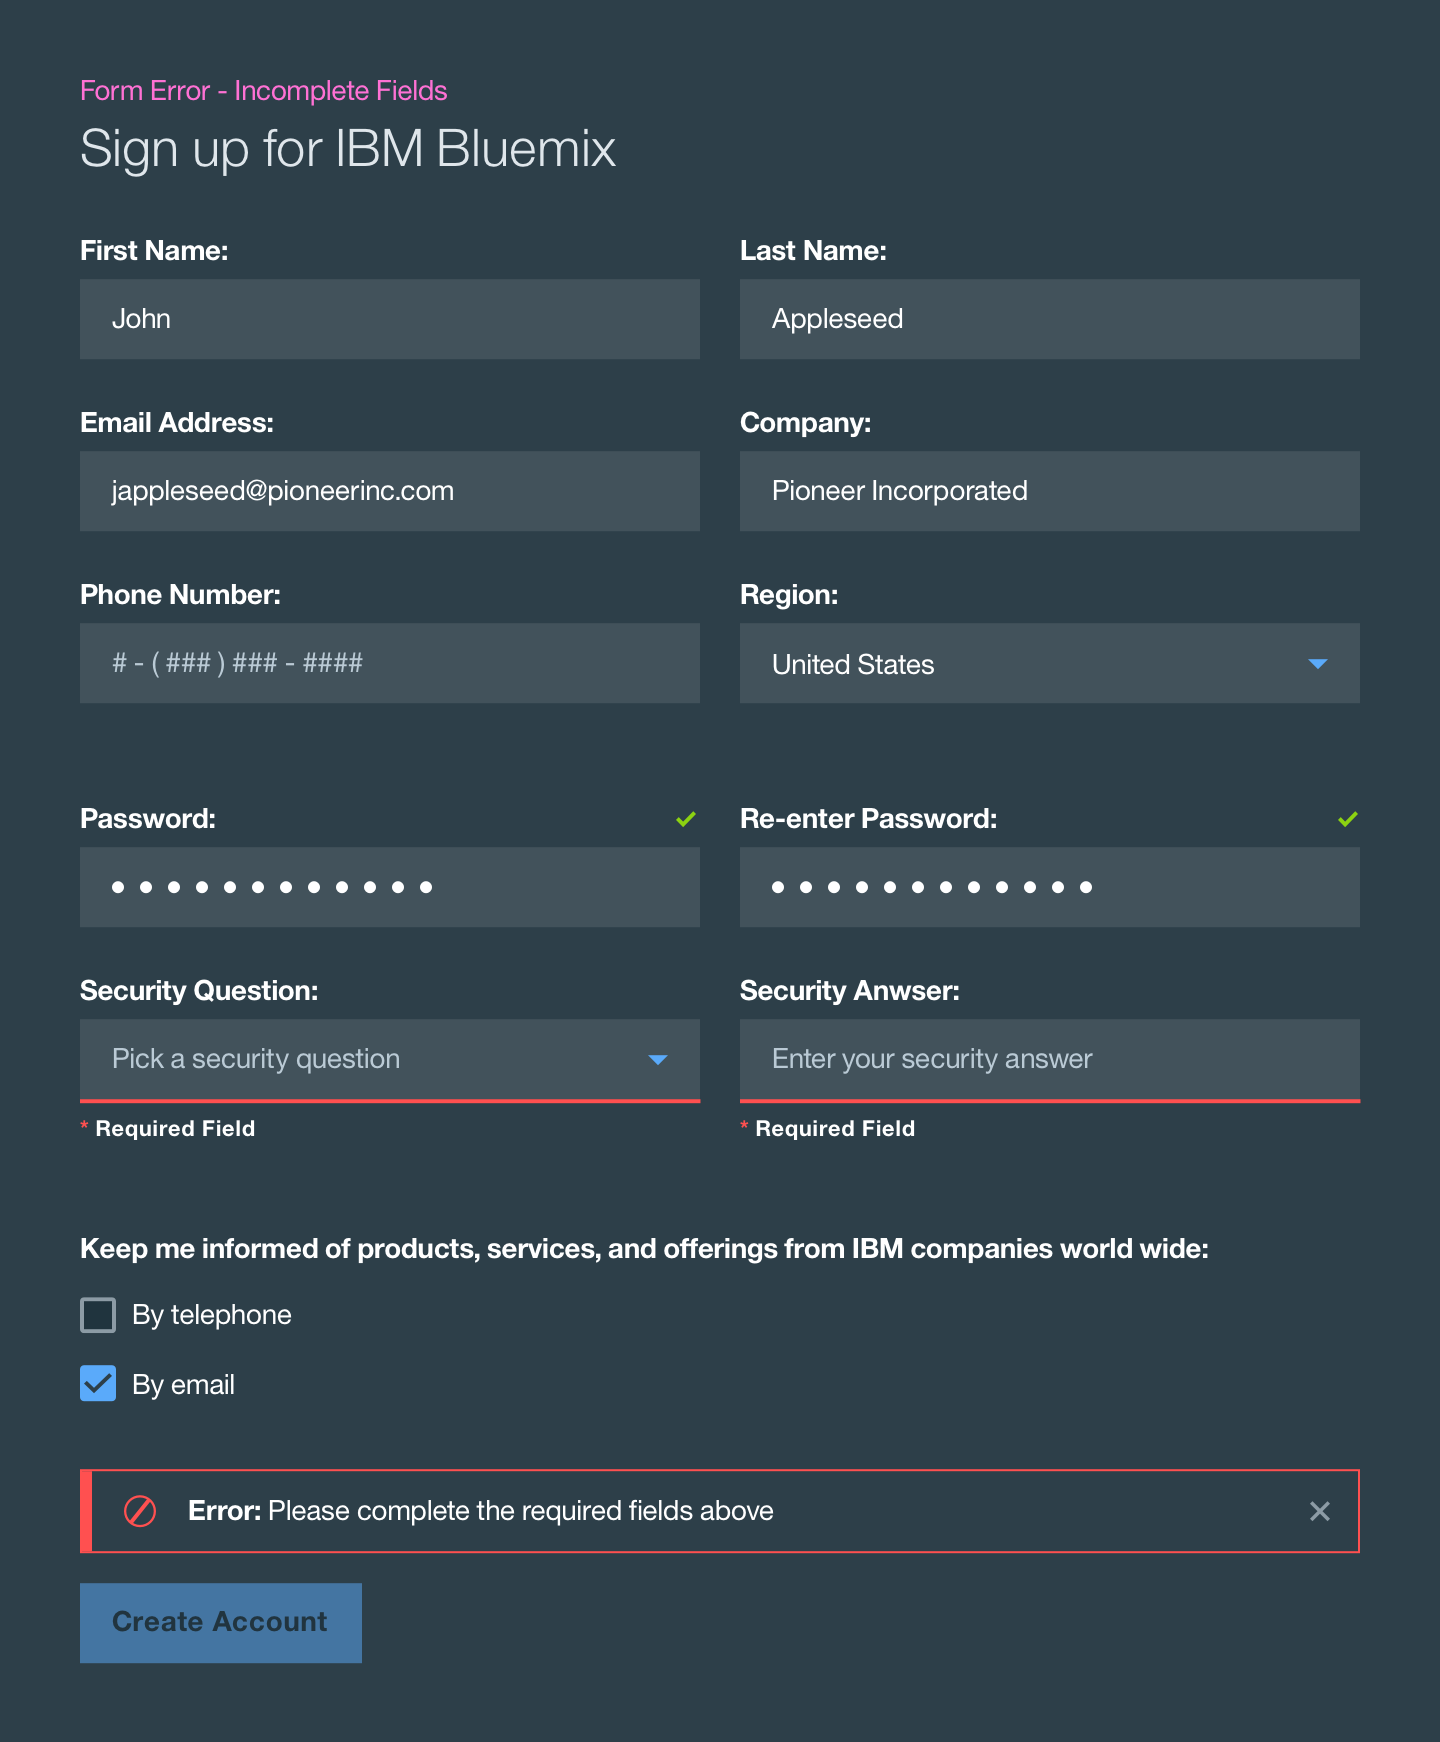 Form Error - Incomplete Fields
Sign up for IBM Bluemix
First Name:
Last Name:
John
Appleseed
Email Address:
Company:
jappleseed@pioneerinc.com
Pioneer Incorporated
Phone Number:
Region:
# - ( ### ) ### - ####
United States
Password:
Re-enter Password:
Security Question:
Security Anwser:
Pick a security question
Enter your security answer
* Required Field
* Required Field
Keep me informed of products, services, and offerings from IBM companies world wide:
By telephone
By email
Error: Please complete the required fields above
Create Account